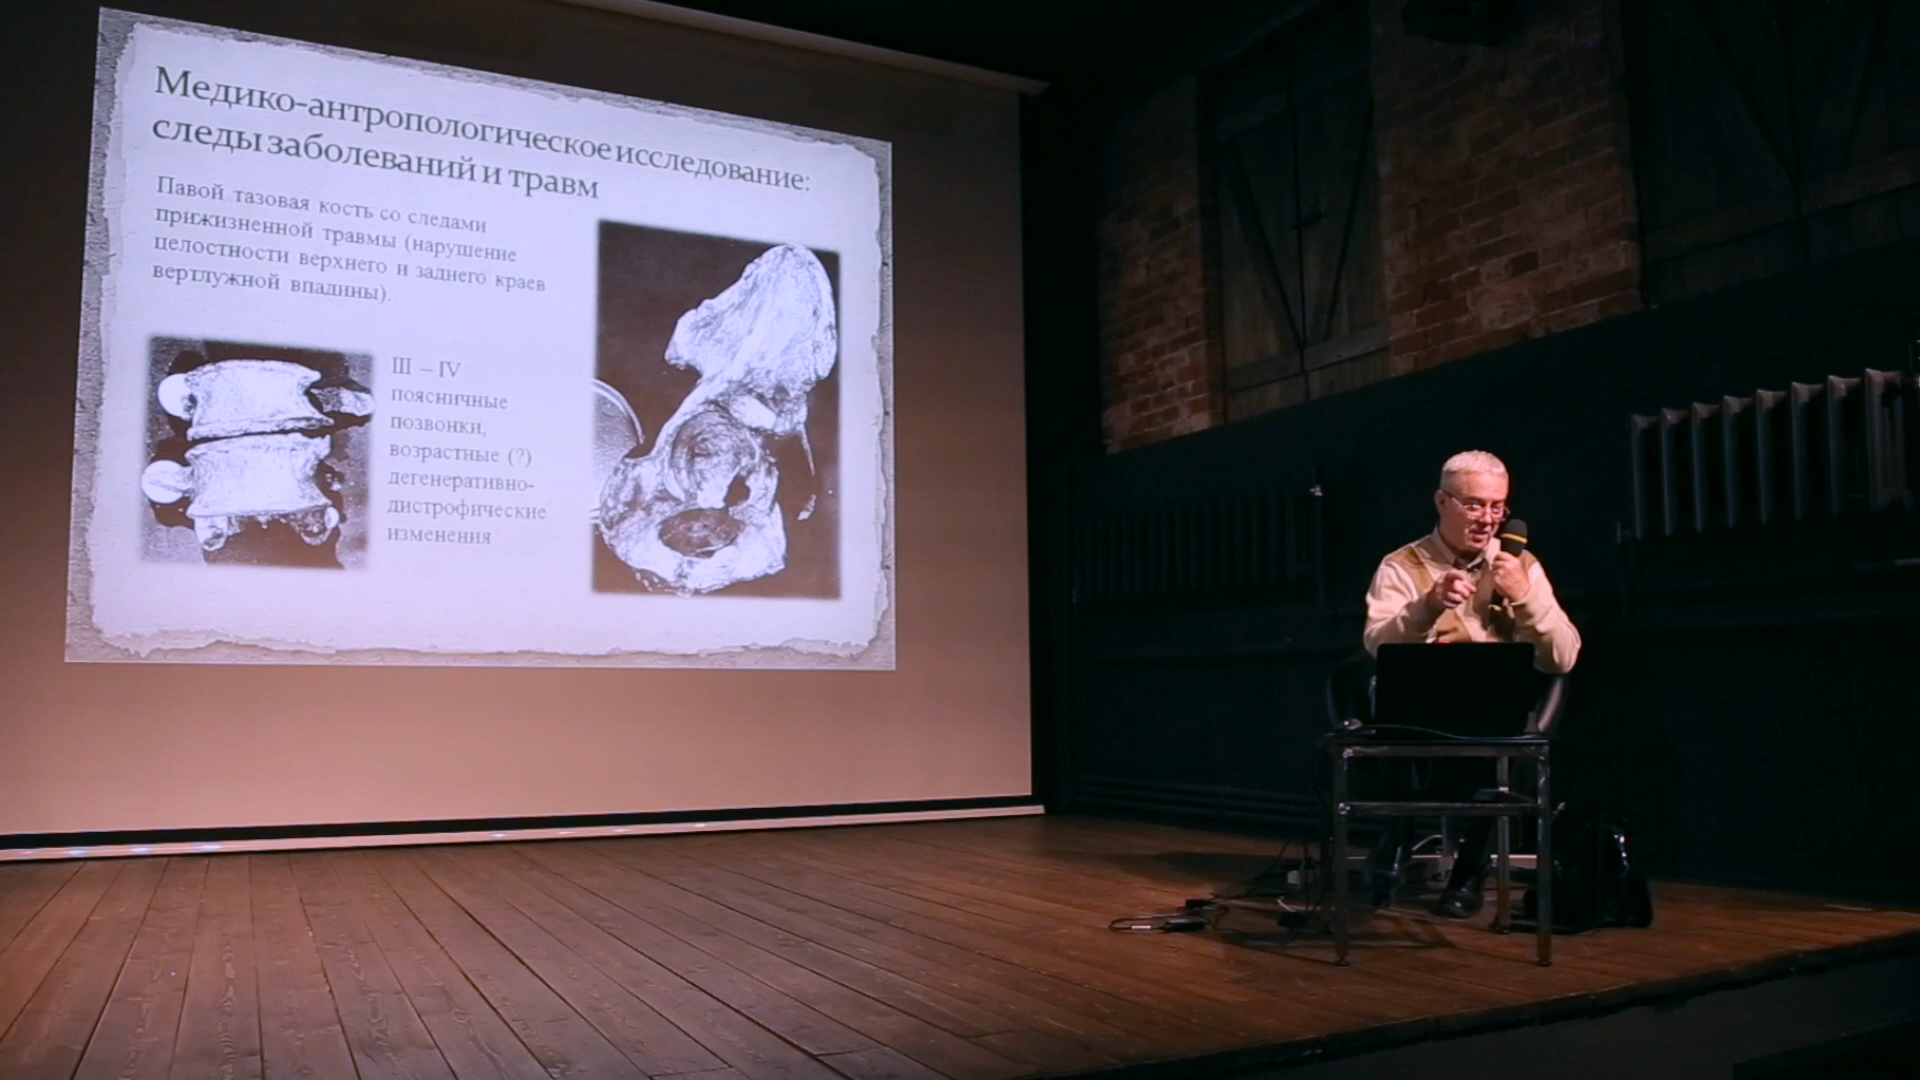 Медико-антропологическое исследование:
следы заболеваний и травм
Павой тазовая кость со следами
прижизненной травмы (нарушение
целостности верхнего и заднего краев
вертлужной впадины).
III – IV
поясничные
позвонки,
возрастные (?)
дегенеративно-
дистрофические
изменения